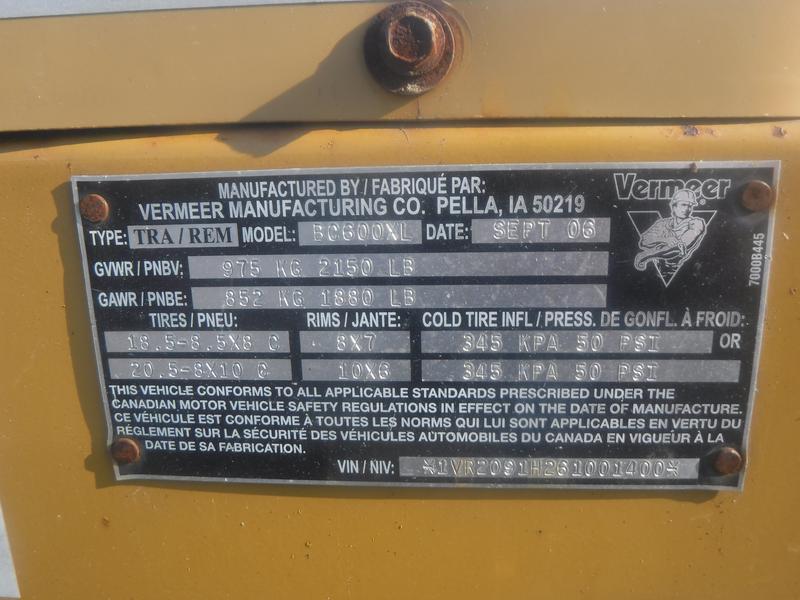 MANUFACTURED BY / FABRIQUÉ PAR:
VERMEER MANUFACTURING CO. PELLA, IA 50219
Vermeer®
TYPE: TRA / REM MODEL: BC600XL DATE: SEPT 06
GVWR / PNBV: 975 KG 2150 LB
GAWR / PNBE: 852 KG 1880 LB
7000B445
TIRES / PNEU: RIMS / JANTE: COLD TIRE INFL / PRESS. DE GONFL. À FROID:
18.5-8.5X8 C 8X7 345 KPA 50 PSI OR
20.5-8X10 C 10X6 345 KPA 50 PSI
THIS VEHICLE CONFORMS TO ALL APPLICABLE STANDARDS PRESCRIBED UNDER THE
CANADIAN MOTOR VEHICLE SAFETY REGULATIONS IN EFFECT ON THE DATE OF MANUFACTURE.
CE VÉHICULE EST CONFORME À TOUTES LES NORMES QUI LUI SONT APPLICABLES EN VERTU DU
RÉGLEMENT SUR LA SÉCURITÉ DES VÉHICULES AUTOMOBILES DU CANADA EN VIGUEUR À LA
DATE DE SA FABRICATION.
VIN / NIV: *1VR2091H261001400*